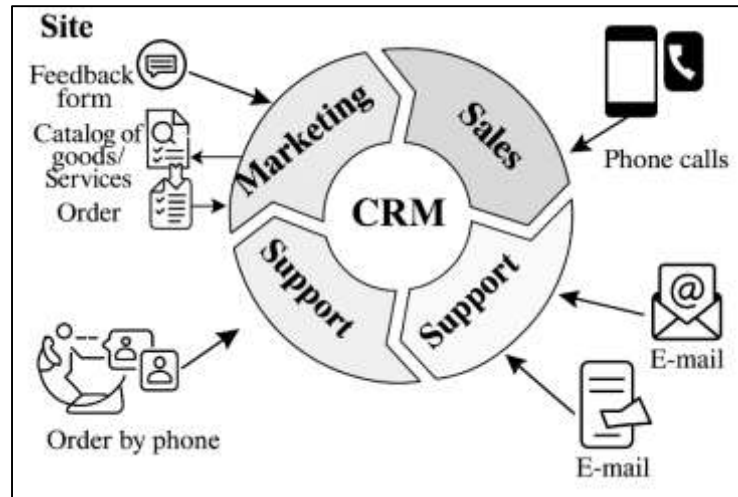 Site
Feedback
form
Catalog of
goods/
Services
Order
Marketing
Sales
CRM
Support
Support
Phone calls
@
E-mail
E-mail
Order by phone